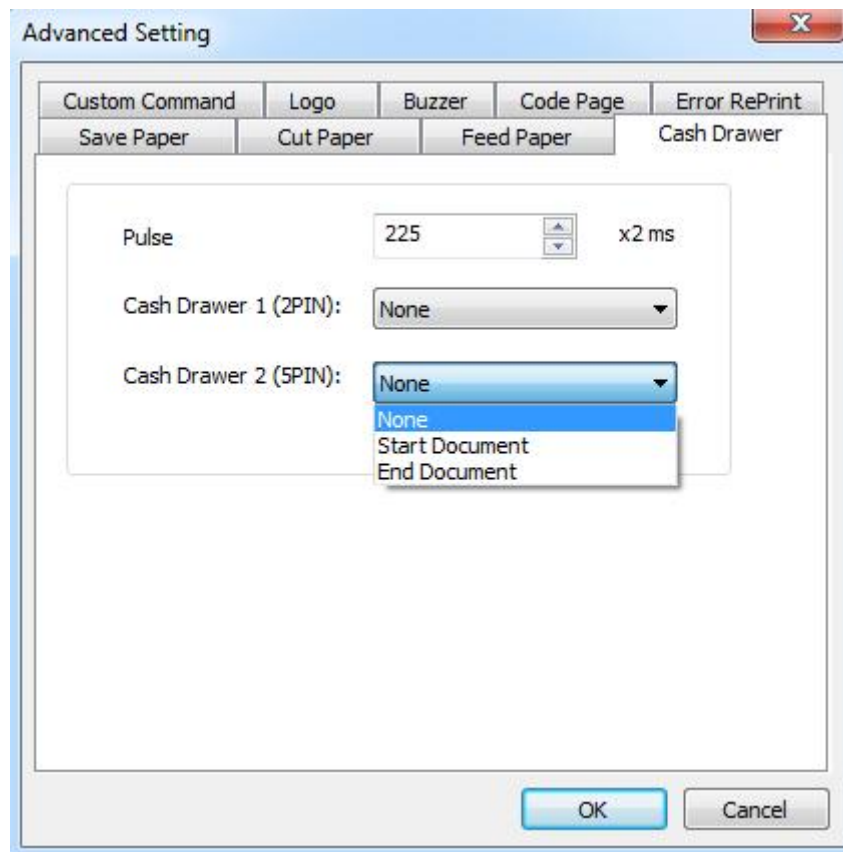 Advanced Setting
Custom Command Logo Buzzer Code Page Error RePrint
Save Paper Cut Paper Feed Paper Cash Drawer
Pulse 225 x2 ms
Cash Drawer 1 (2PIN): None
Cash Drawer 2 (5PIN): None
None
Start Document
End Document
OK Cancel